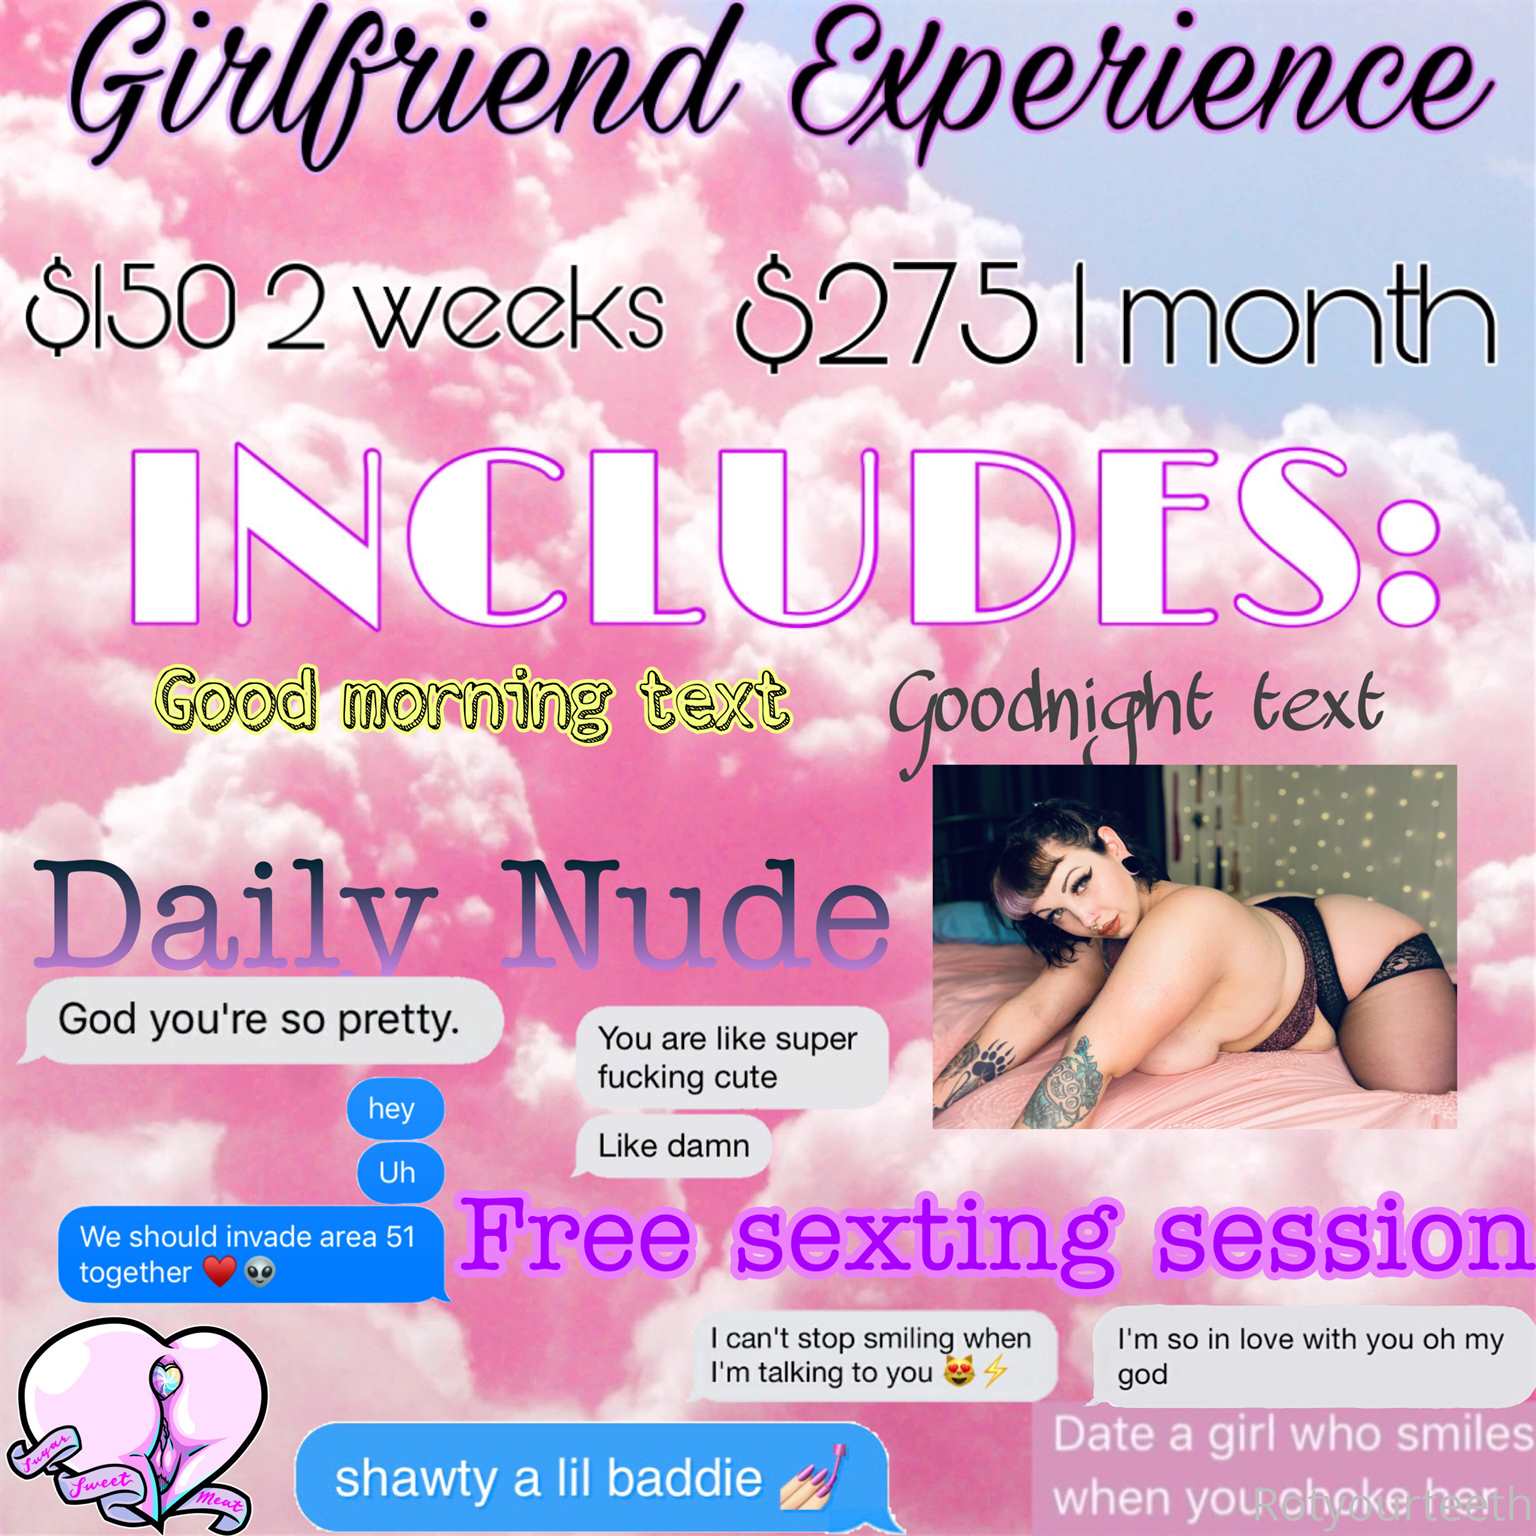 Girlfriend Experience
$150 2 weeks $275 1 month
INCLUDES:
Good morning text Goodnight text
Daily Nude
God you're so pretty.
You are like super
fucking cute
hey
Like damn
Uh
We should invade area 51
together ❤️👽
Free sexting session
I can't stop smiling when
I'm talking to you 😻⚡
I'm so in love with you oh my
god
Sugar
Sweet
Meat
shawty a lil baddie 💅
Date a girl who smiles
when you choke her
Rotyourteeth